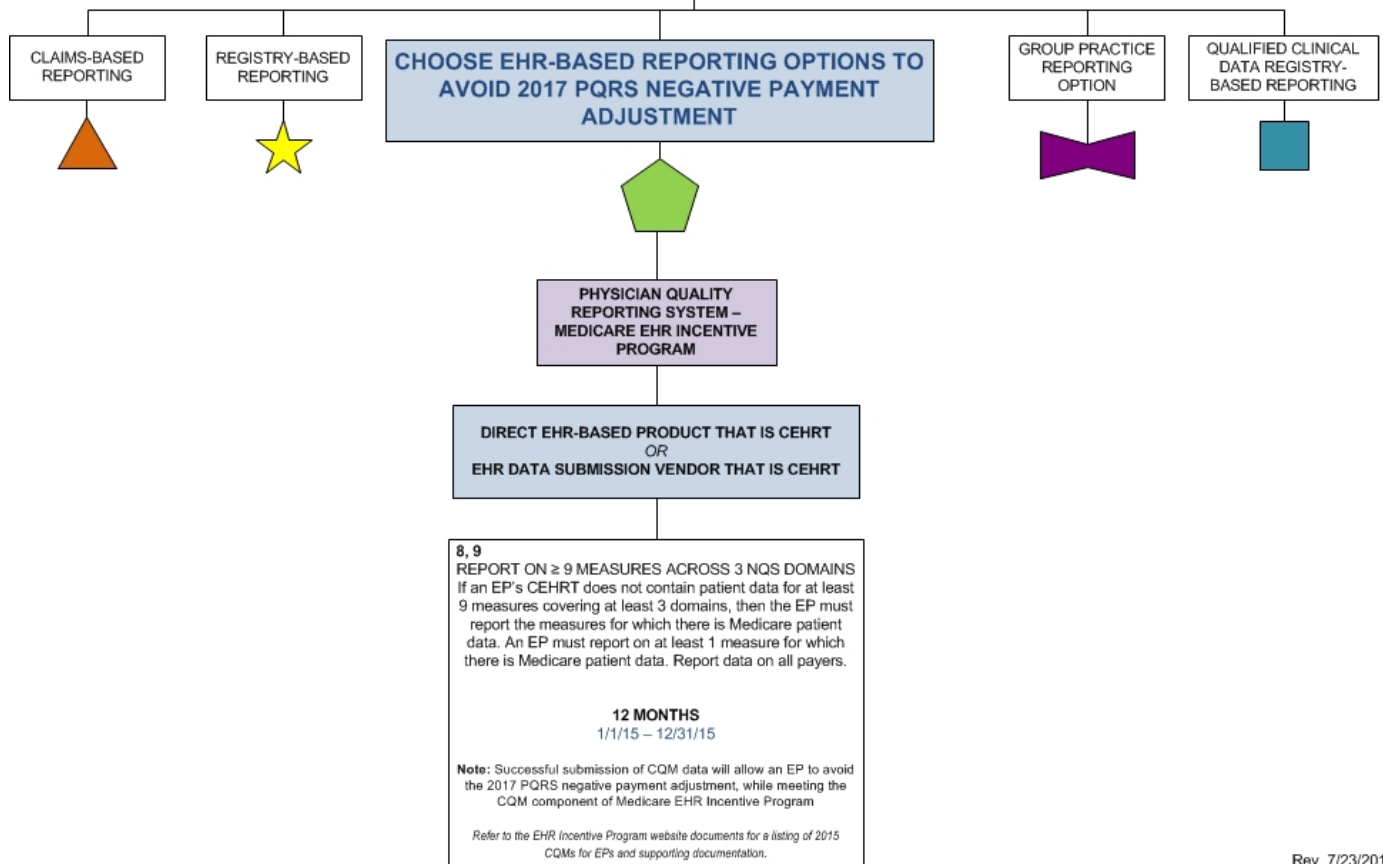 CLAIMS-BASED
REPORTING
REGISTRY-BASED
REPORTING
CHOOSE EHR-BASED REPORTING OPTIONS TO
AVOID 2017 PQRS NEGATIVE PAYMENT
ADJUSTMENT
GROUP PRACTICE
REPORTING
OPTION
QUALIFIED CLINICAL
DATA REGISTRY-
BASED REPORTING
PHYSICIAN QUALITY
REPORTING SYSTEM –
MEDICARE EHR INCENTIVE
PROGRAM
DIRECT EHR-BASED PRODUCT THAT IS CEHRT
OR
EHR DATA SUBMISSION VENDOR THAT IS CEHRT
8, 9
REPORT ON ≥ 9 MEASURES ACROSS 3 NQS DOMAINS
If an EP's CEHRT does not contain patient data for at least
9 measures covering at least 3 domains, then the EP must
report the measures for which there is Medicare patient
data. An EP must report on at least 1 measure for which
there is Medicare patient data. Report data on all payers.
12 MONTHS
1/1/15 – 12/31/15
Note: Successful submission of CQM data will allow an EP to avoid
the 2017 PQRS negative payment adjustment, while meeting the
CQM component of Medicare EHR Incentive Program
Refer to the EHR Incentive Program website documents for a listing of 2015
CQMs for EPs and supporting documentation.
Rev. 7/23/201